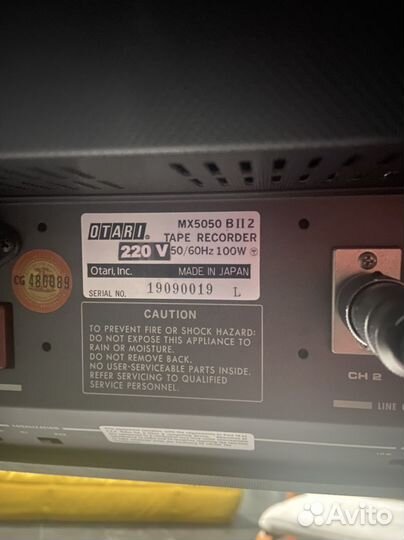 OTARI
MX5050 BII2
TAPE RECORDER
220 V 50/60Hz 100W
Otari, Inc. MADE IN JAPAN
SERIAL NO. 19090019 L
CG 486089
CAUTION
TO PREVENT FIRE OR SHOCK HAZARD:
DO NOT EXPOSE THIS APPLIANCE TO
RAIN OR MOISTURE.
DO NOT REMOVE BACK.
NO USER-SERVICEABLE PARTS INSIDE.
REFER SERVICING TO QUALIFIED
SERVICE PERSONNEL.
CH 2
LINE
Avito